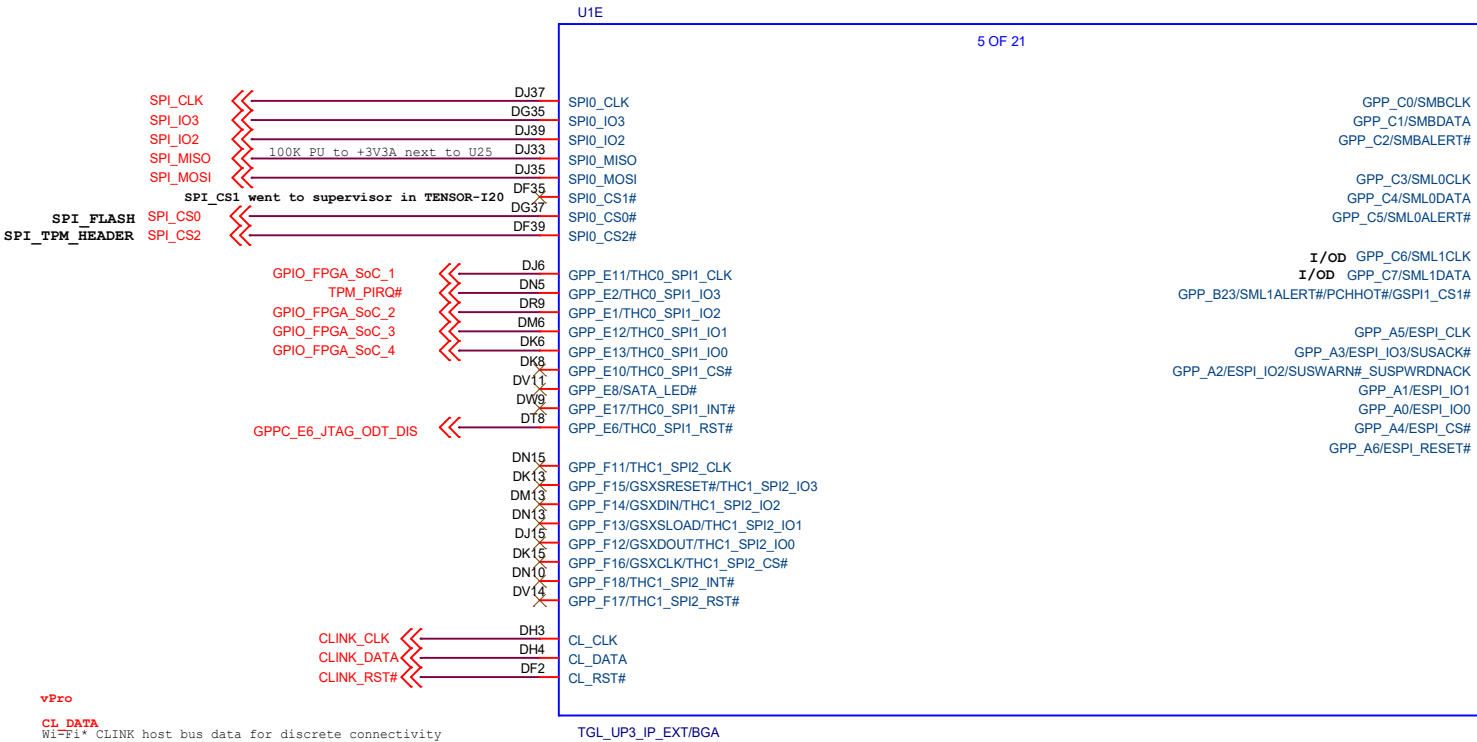 U1E
5 OF 21
SPI_CLK DJ37 SPI0_CLK GPP_C0/SMBCLK
SPI_IO3 DG35 SPI0_IO3 GPP_C1/SMBDATA
SPI_IO2 DJ39 SPI0_IO2 GPP_C2/SMBALERT#
SPI_MISO 100K PU to +3V3A next to U25 DJ33 SPI0_MISO
SPI_MOSI DJ35 SPI0_MOSI GPP_C3/SML0CLK
SPI_CS1 went to supervisor in TENSOR-I20 DF35 SPI0_CS1# GPP_C4/SML0DATA
SPI_FLASH SPI_CS0 DG37 SPI0_CS0# GPP_C5/SML0ALERT#
SPI_TPM_HEADER SPI_CS2 DF39 SPI0_CS2#
I/OD GPP_C6/SML1CLK
GPIO_FPGA_SoC_1 DJ6 GPP_E11/THC0_SPI1_CLK I/OD GPP_C7/SML1DATA
TPM_PIRQ# DN5 GPP_E2/THC0_SPI1_IO3 GPP_B23/SML1ALERT#/PCHHOT#/GSPI1_CS1#
GPIO_FPGA_SoC_2 DR9 GPP_E1/THC0_SPI1_IO2
GPIO_FPGA_SoC_3 DM6 GPP_E12/THC0_SPI1_IO1 GPP_A5/ESPI_CLK
GPIO_FPGA_SoC_4 DK6 GPP_E13/THC0_SPI1_IO0 GPP_A3/ESPI_IO3/SUSACK#
DK8 GPP_E10/THC0_SPI1_CS# GPP_A2/ESPI_IO2/SUSWARN#_SUSPWRDNACK
DV11 GPP_E8/SATA_LED# GPP_A1/ESPI_IO1
DW9 GPP_E17/THC0_SPI1_INT# GPP_A0/ESPI_IO0
GPPC_E6_JTAG_ODT_DIS DT8 GPP_E6/THC0_SPI1_RST# GPP_A4/ESPI_CS#
GPP_A6/ESPI_RESET#
DN15 GPP_F11/THC1_SPI2_CLK
DK13 GPP_F15/GSXSRESET#/THC1_SPI2_IO3
DM13 GPP_F14/GSXDIN/THC1_SPI2_IO2
DN13 GPP_F13/GSXSLOAD/THC1_SPI2_IO1
DJ15 GPP_F12/GSXDOUT/THC1_SPI2_IO0
DK15 GPP_F16/GSXCLK/THC1_SPI2_CS#
DN10 GPP_F18/THC1_SPI2_INT#
DV14 GPP_F17/THC1_SPI2_RST#
CLINK_CLK DH3 CL_CLK
CLINK_DATA DH4 CL_DATA
CLINK_RST# DF2 CL_RST#
vPro
CL_DATA
Wi-Fi* CLINK host bus data for discrete connectivity
TGL_UP3_IP_EXT/BGA